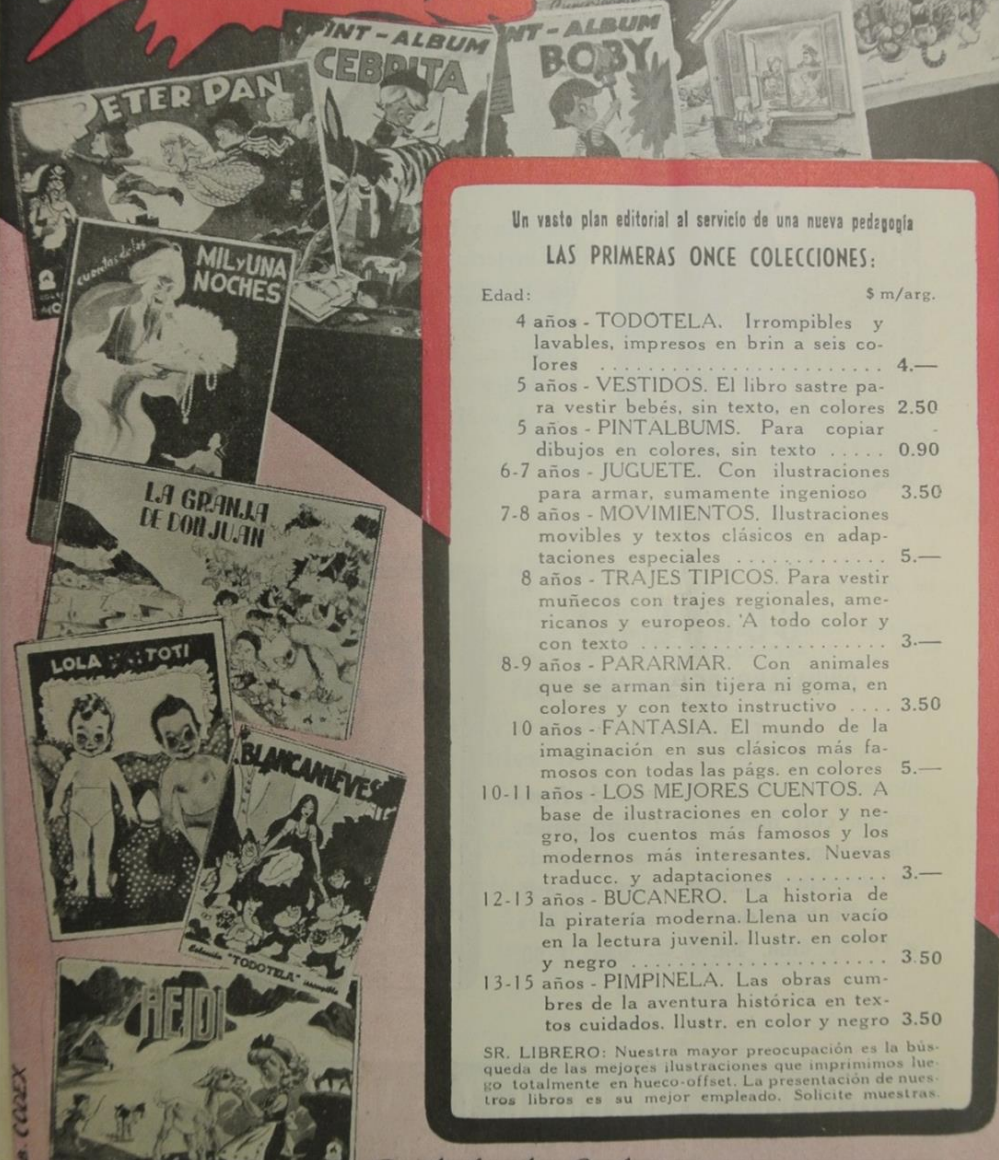 PINT-ALBUM
CEBRITA
NT-ALBUM
BOBY
PETER PAN
cuentos de las
MIL y UNA
NOCHES
LA GRANJA
DE DON JUAN
LOLA
TOTI
BLANCANIEVES
Colección "TODOTELA"
HEIDI
Un vasto plan editorial al servicio de una nueva pedagogía
LAS PRIMERAS ONCE COLECCIONES:
Edad: $ m/arg.
4 años - TODOTELA. Irrompibles y
lavables, impresos en brin a seis co-
lores ........................ 4.—
5 años - VESTIDOS. El libro sastre pa-
ra vestir bebés, sin texto, en colores 2.50
5 años - PINTALBUMS. Para copiar
dibujos en colores, sin texto ..... 0.90
6-7 años - JUGUETE. Con ilustraciones
para armar, sumamente ingenioso 3.50
7-8 años - MOVIMIENTOS. Ilustraciones
movibles y textos clásicos en adap-
taciones especiales ............. 5.—
8 años - TRAJES TIPICOS. Para vestir
muñecos con trajes regionales, ame-
ricanos y europeos. 'A todo color y
con texto ..................... 3.—
8-9 años - PARARMAR. Con animales
que se arman sin tijera ni goma, en
colores y con texto instructivo .... 3.50
10 años - FANTASIA. El mundo de la
imaginación en sus clásicos más fa-
mosos con todas las págs. en colores 5.—
10-11 años - LOS MEJORES CUENTOS. A
base de ilustraciones en color y ne-
gro, los cuentos más famosos y los
modernos más interesantes. Nuevas
traducc. y adaptaciones ......... 3.—
12-13 años - BUCANERO. La historia de
la piratería moderna. Llena un vacío
en la lectura juvenil. Ilustr. en color
y negro ...................... 3.50
13-15 años - PIMPINELA. Las obras cum-
bres de la aventura histórica en tex-
tos cuidados. Ilustr. en color y negro 3.50
SR. LIBRERO: Nuestra mayor preocupación es la bús-
queda de las mejores ilustraciones que imprimimos lue-
go totalmente en hueco-offset. La presentación de nues-
tros libros es su mejor empleado. Solicite muestras.
CODEX